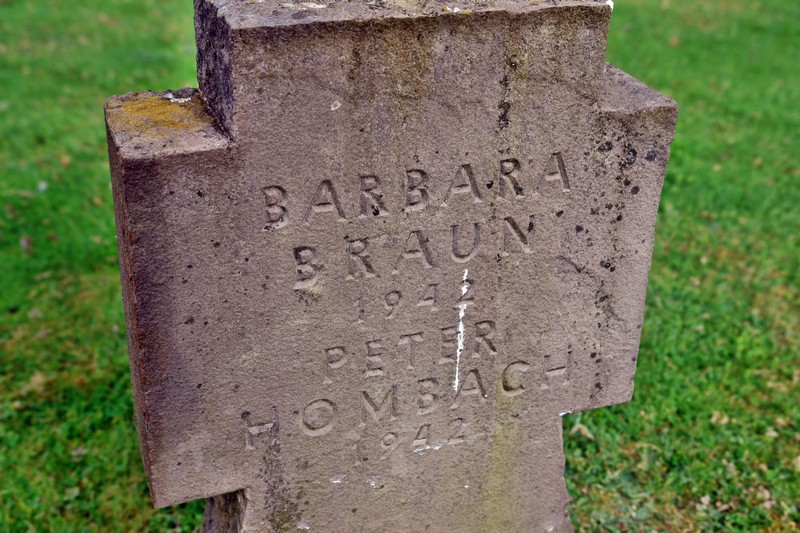 BARBARA
BRAUN
1942
PETER
HOMBACH
1942